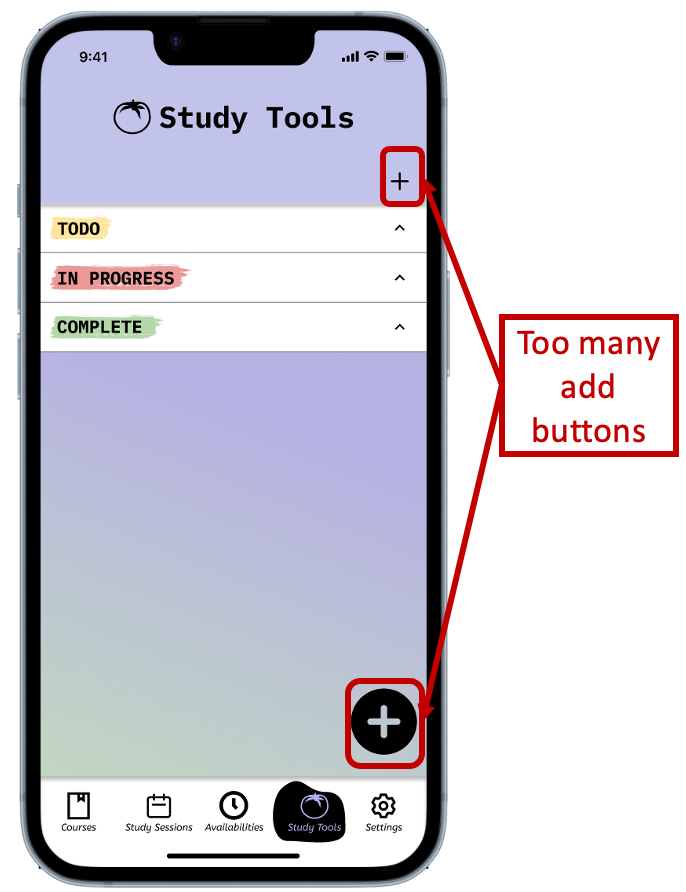 9:41
Study Tools
TODO
IN PROGRESS
COMPLETE
Too many
add
buttons
Courses
Study Sessions
Availabilities
Study Tools
Settings